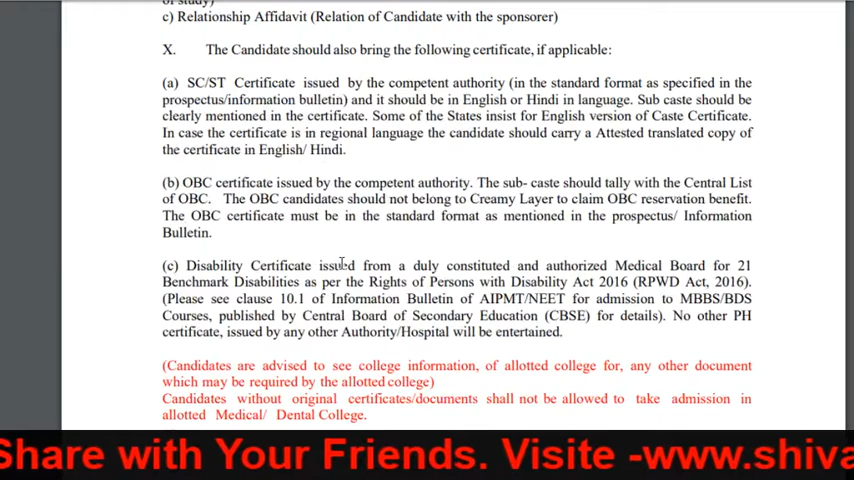 of study)
c) Relationship Affidavit (Relation of Candidate with the sponsorer)
X. The Candidate should also bring the following certificate, if applicable:
(a) SC/ST Certificate issued by the competent authority (in the standard format as specified in the
prospectus/information bulletin) and it should be in English or Hindi in language. Sub caste should be
clearly mentioned in the certificate. Some of the States insist for English version of Caste Certificate.
In case the certificate is in regional language the candidate should carry a Attested translated copy of
the certificate in English/ Hindi.
(b) OBC certificate issued by the competent authority. The sub- caste should tally with the Central List
of OBC. The OBC candidates should not belong to Creamy Layer to claim OBC reservation benefit.
The OBC certificate must be in the standard format as mentioned in the prospectus/ Information
Bulletin.
(c) Disability Certificate issued from a duly constituted and authorized Medical Board for 21
Benchmark Disabilities as per the Rights of Persons with Disability Act 2016 (RPWD Act, 2016).
(Please see clause 10.1 of Information Bulletin of AIPMT/NEET for admission to MBBS/BDS
Courses, published by Central Board of Secondary Education (CBSE) for details). No other PH
certificate, issued by any other Authority/Hospital will be entertained.
(Candidates are advised to see college information, of allotted college for, any other document
which may be required by the allotted college)
Candidates without original certificates/documents shall not be allowed to take admission in
allotted Medical/ Dental College.
Share with Your Friends. Visite -www.shiva